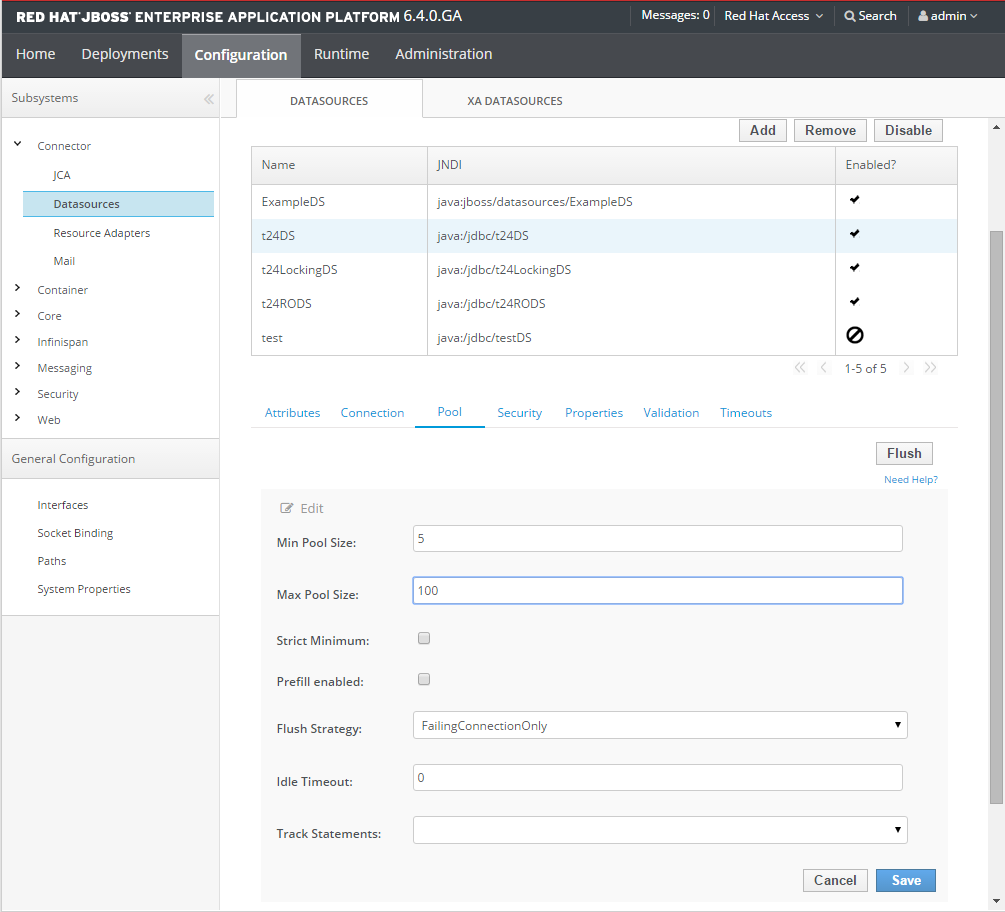 RED HAT® JBOSS® ENTERPRISE APPLICATION PLATFORM 6.4.0.GA Messages: 0 Red Hat Access Search admin
Home Deployments Configuration Runtime Administration
Subsystems
Connector
JCA
Datasources
Resource Adapters
Mail
Container
Core
Infinispan
Messaging
Security
Web
General Configuration
Interfaces
Socket Binding
Paths
System Properties
DATASOURCES XA DATASOURCES
Add Remove Disable
Name JNDI Enabled?
ExampleDS java:jboss/datasources/ExampleDS
t24DS java:/jdbc/t24DS
t24LockingDS java:/jdbc/t24LockingDS
t24RODS java:/jdbc/t24RODS
test java:/jdbc/testDS
1-5 of 5
Attributes Connection Pool Security Properties Validation Timeouts
Flush
Need Help?
Edit
Min Pool Size: 5
Max Pool Size: 100
Strict Minimum:
Prefill enabled:
Flush Strategy: FailingConnectionOnly
Idle Timeout: 0
Track Statements:
Cancel Save